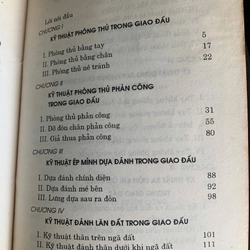 Lời nói đầu
CHƯƠNG I
KỸ THUẬT PHÒNG THỦ TRONG GIAO ĐẤU 5
I. Phòng thủ bằng tay 5
II. Phòng thủ bằng chân 17
III. Phòng thủ né tránh 22
CHƯƠNG II
KỸ THUẬT PHÒNG THỦ PHẢN CÔNG
TRONG GIAO ĐẤU
I. Phòng thủ phản công 31
II. Đỡ đòn chân phản công 55
III. Giả thua phản công 80
CHƯƠNG III
KỸ THUẬT ÉP MÌNH DỰA ĐÁNH TRONG GIAO ĐẤU
I. Dựa đánh chính diện 88
II. Dựa đánh mé bên 92
III. Lưng dựa sau đánh 98
CHƯƠNG IV
KỸ THUẬT ĐÁNH LĂN ĐẤT TRONG GIAO ĐẤU
I. Kỹ thuật thân trên ngã đất 101
II. Kỹ thuật đánh dưới khi ngã đất 111